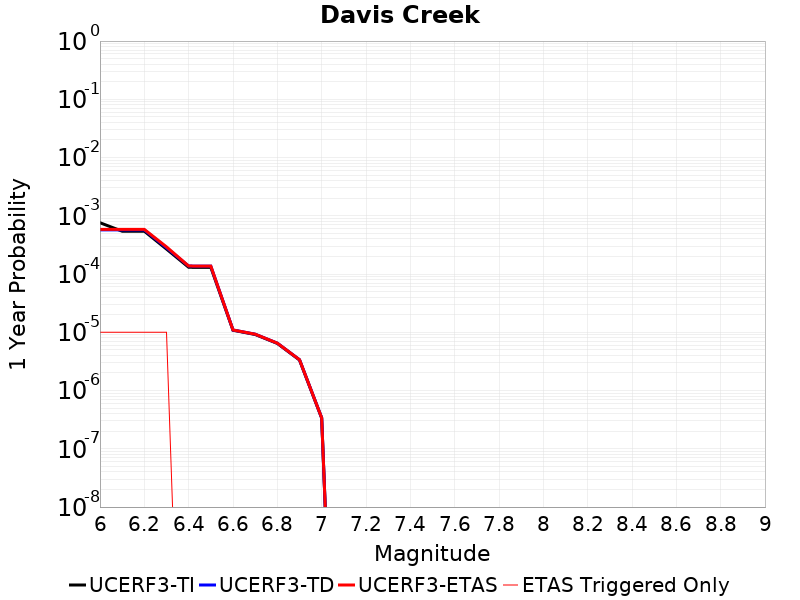 Davis Creek
10^0
10^-1
10^-2
10^-3
10^-4
10^-5
10^-6
10^-7
10^-8
1 Year Probability
6 6.2 6.4 6.6 6.8 7 7.2 7.4 7.6 7.8 8 8.2 8.4 8.6 8.8 9
Magnitude
UCERF3-TI UCERF3-TD UCERF3-ETAS ETAS Triggered Only